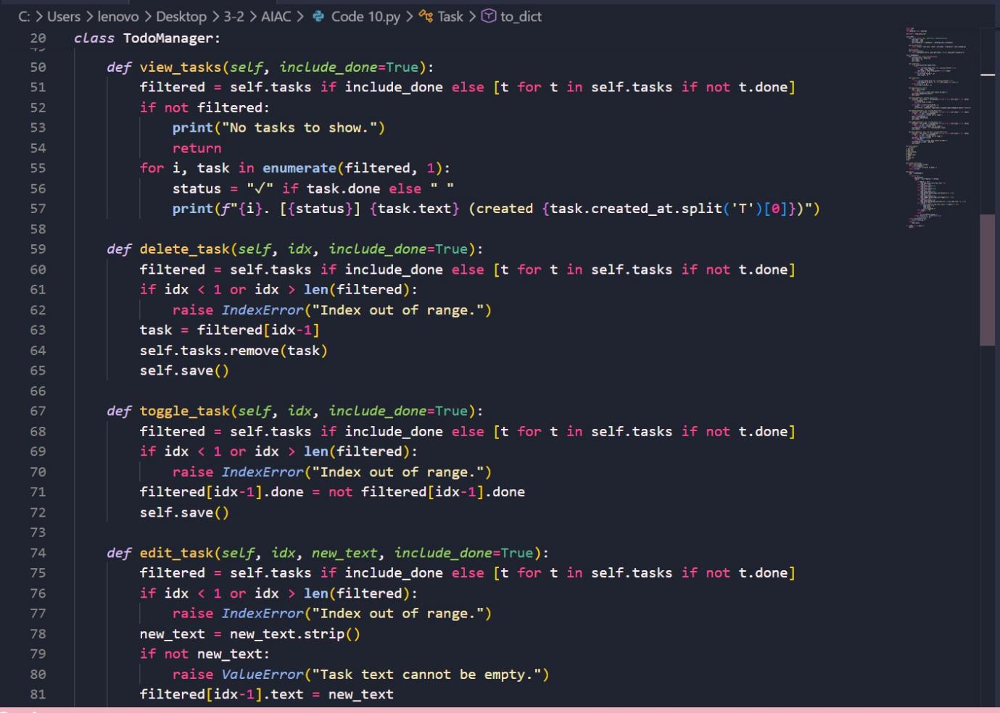 C: > Users > lenovo > Desktop > 3-2 > AIAC > Code 10.py > Task > to_dict
20 class TodoManager:
50     def view_tasks(self, include_done=True):
51         filtered = self.tasks if include_done else [t for t in self.tasks if not t.done]
52         if not filtered:
53             print("No tasks to show.")
54             return
55         for i, task in enumerate(filtered, 1):
56             status = "✓" if task.done else " "
57             print(f"{i}. [{status}] {task.text} (created {task.created_at.split('T')[0]})")
58
59     def delete_task(self, idx, include_done=True):
60         filtered = self.tasks if include_done else [t for t in self.tasks if not t.done]
61         if idx < 1 or idx > len(filtered):
62             raise IndexError("Index out of range.")
63         task = filtered[idx-1]
64         self.tasks.remove(task)
65         self.save()
66
67     def toggle_task(self, idx, include_done=True):
68         filtered = self.tasks if include_done else [t for t in self.tasks if not t.done]
69         if idx < 1 or idx > len(filtered):
70             raise IndexError("Index out of range.")
71         filtered[idx-1].done = not filtered[idx-1].done
72         self.save()
73
74     def edit_task(self, idx, new_text, include_done=True):
75         filtered = self.tasks if include_done else [t for t in self.tasks if not t.done]
76         if idx < 1 or idx > len(filtered):
77             raise IndexError("Index out of range.")
78         new_text = new_text.strip()
79         if not new_text:
80             raise ValueError("Task text cannot be empty.")
81         filtered[idx-1].text = new_text